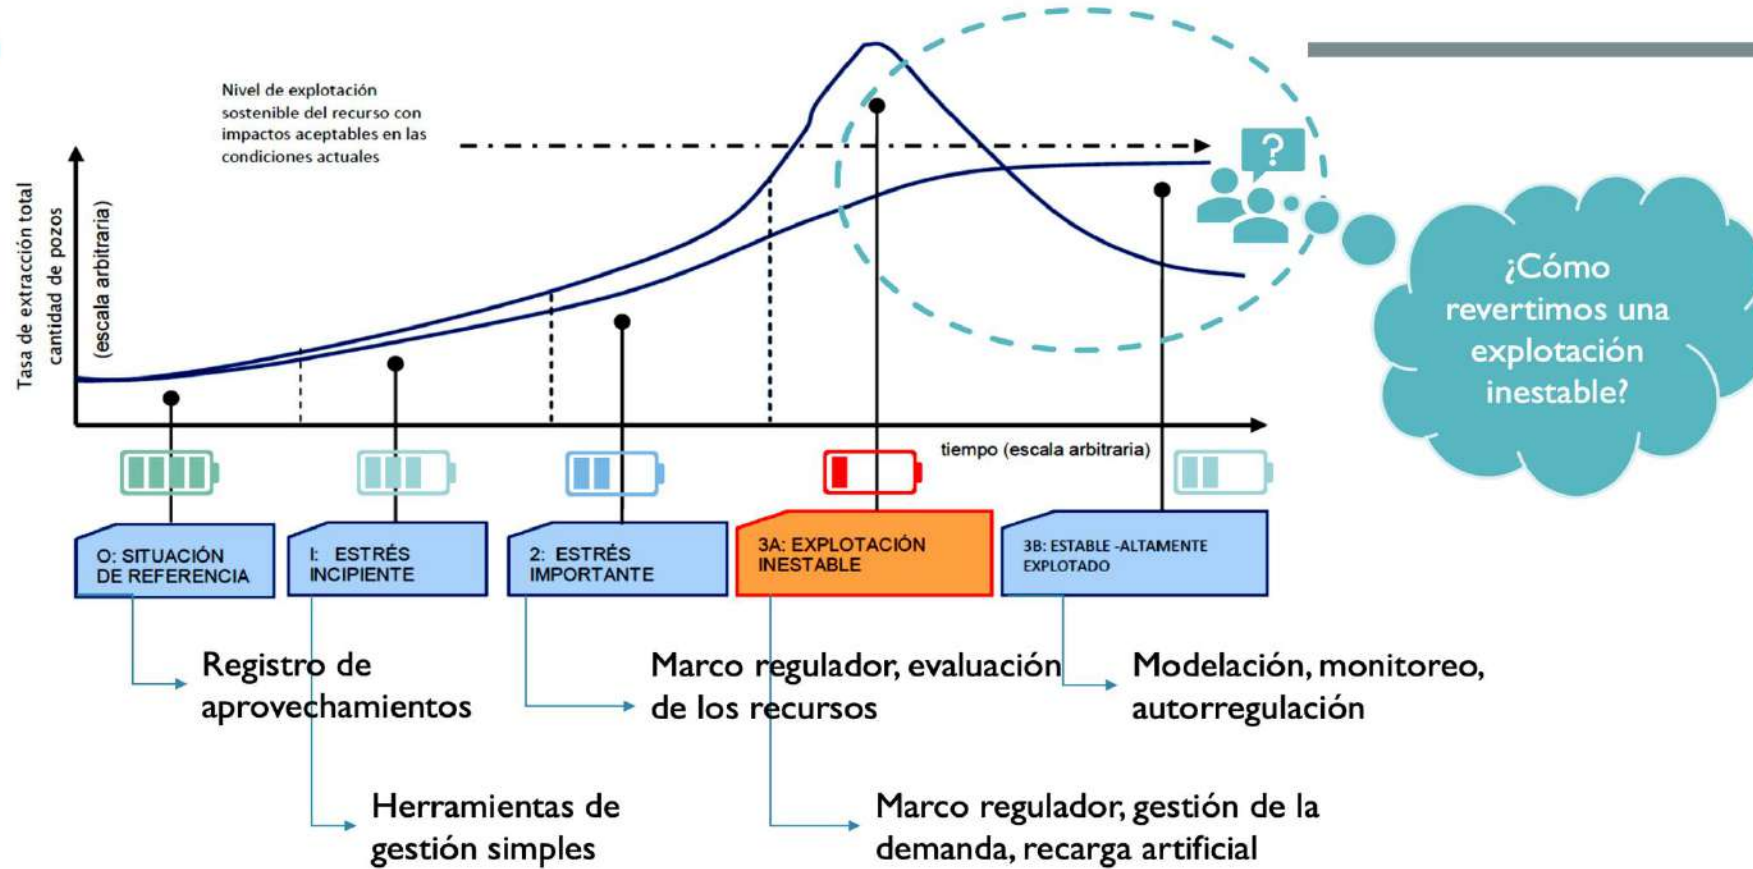 Nivel de explotación
sostenible del recurso con
impactos aceptables en las
condiciones actuales
Tasa de extracción total
cantidad de pozos
(escala arbitraria)
?
¿Cómo
revertimos una
explotación
inestable?
tiempo (escala arbitraria)
O: SITUACIÓN
DE REFERENCIA
I: ESTRÉS
INCIPIENTE
2: ESTRÉS
IMPORTANTE
3A: EXPLOTACIÓN
INESTABLE
3B: ESTABLE -ALTAMENTE
EXPLOTADO
Registro de
aprovechamientos
Marco regulador, evaluación
de los recursos
Modelación, monitoreo,
autorregulación
Herramientas de
gestión simples
Marco regulador, gestión de la
demanda, recarga artificial